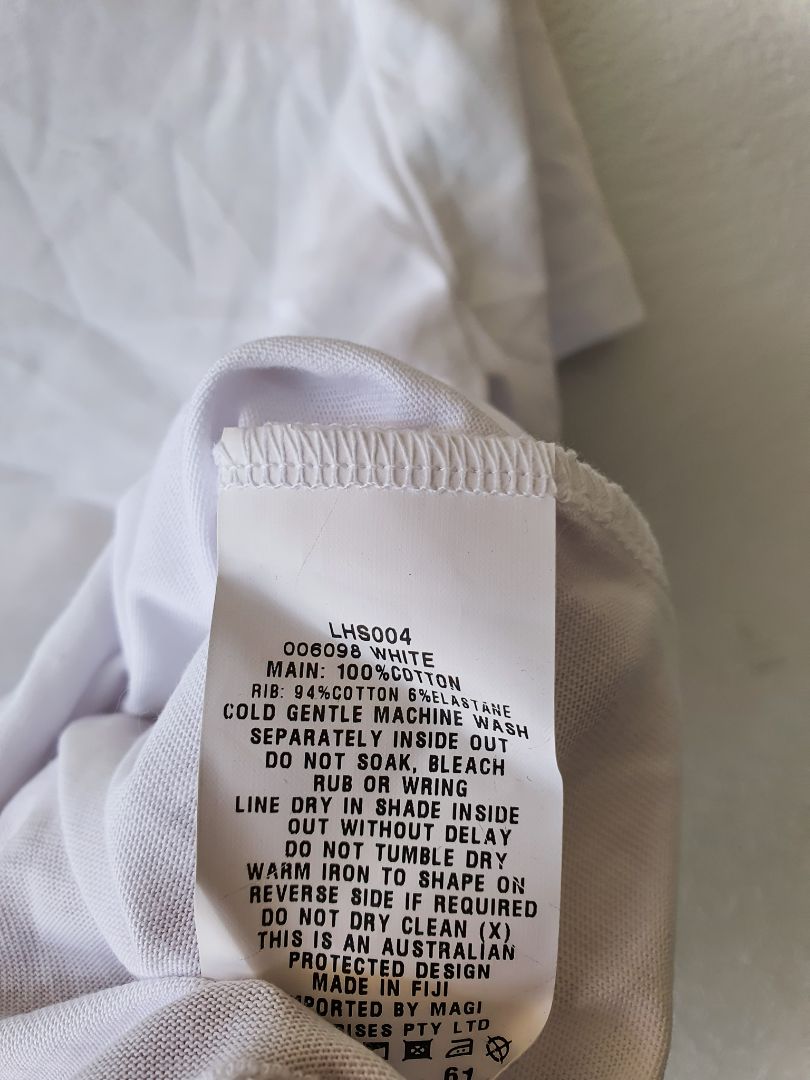 LHS004
006098 WHITE
MAIN: 100%COTTON
RIB: 94%COTTON 6%ELASTANE
COLD GENTLE MACHINE WASH
SEPARATELY INSIDE OUT
DO NOT SOAK, BLEACH
RUB OR WRING
LINE DRY IN SHADE INSIDE
OUT WITHOUT DELAY
DO NOT TUMBLE DRY
WARM IRON TO SHAPE ON
REVERSE SIDE IF REQUIRED
DO NOT DRY CLEAN (X)
THIS IS AN AUSTRALIAN
PROTECTED DESIGN
MADE IN FIJI
BY MAGI
PTY LTD
61